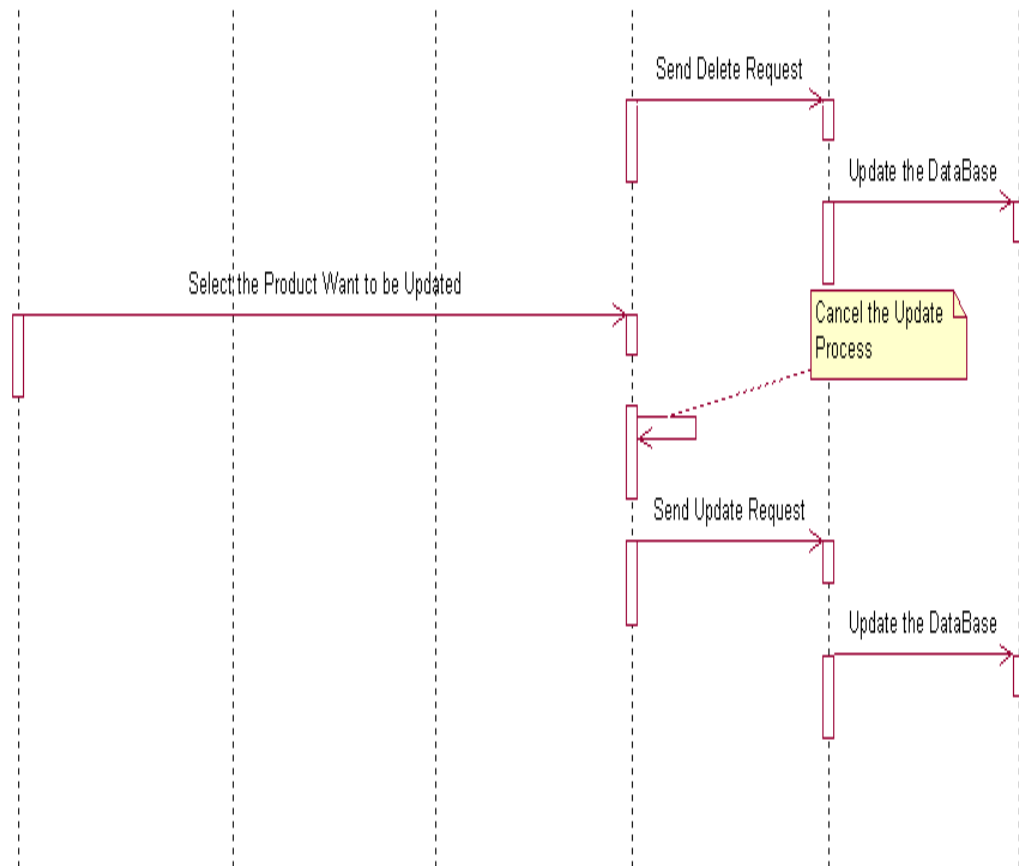 Send Delete Request
Update the DataBase
Select the Product Want to be Updated
Cancel the Update
Process
Send Update Request
Update the DataBase